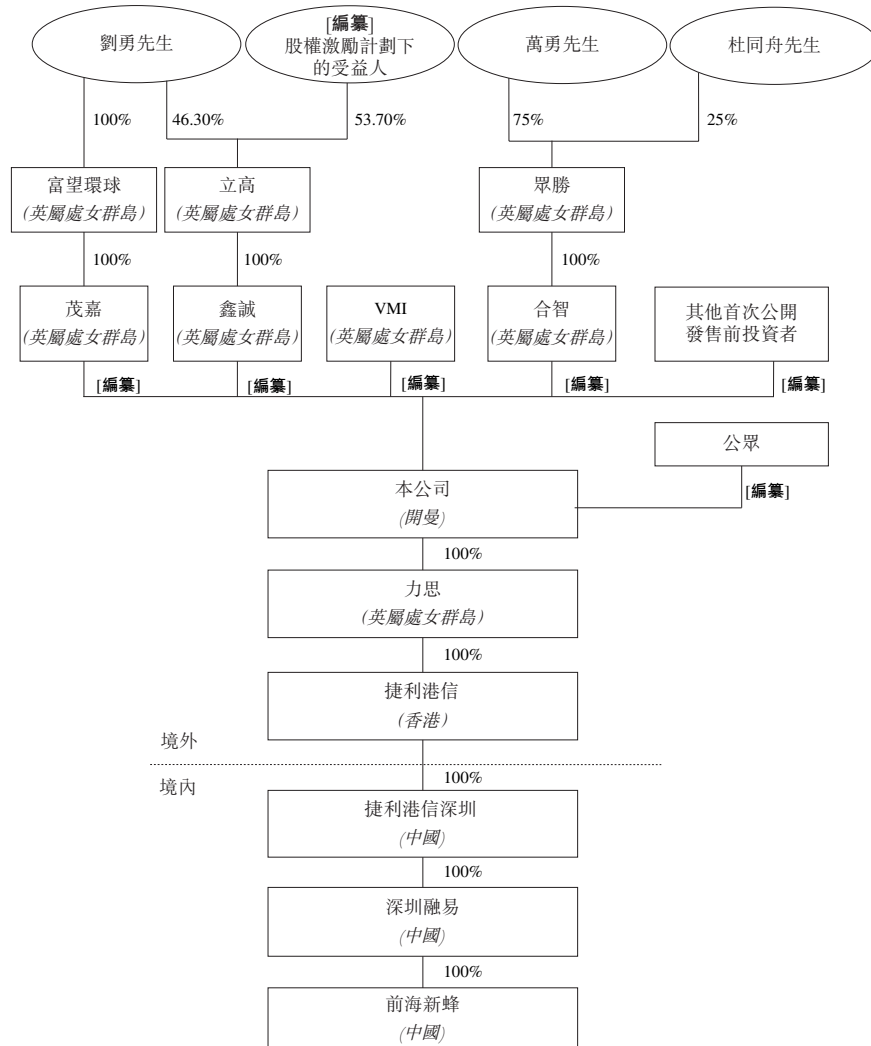 劉勇先生
[編纂]
股權激勵計劃下
的受益人
萬勇先生
杜同舟先生
100%
46.30%
53.70%
75%
25%
富望環球
(英屬處女群島)
立高
(英屬處女群島)
眾勝
(英屬處女群島)
100%
100%
100%
茂嘉
(英屬處女群島)
鑫誠
(英屬處女群島)
VMI
(英屬處女群島)
合智
(英屬處女群島)
其他首次公開
發售前投資者
[編纂]
[編纂]
[編纂]
[編纂]
[編纂]
公眾
[編纂]
本公司
(開曼)
100%
力思
(英屬處女群島)
100%
捷利港信
(香港)
境外
境內
100%
捷利港信深圳
(中國)
100%
深圳融易
(中國)
100%
前海新蜂
(中國)